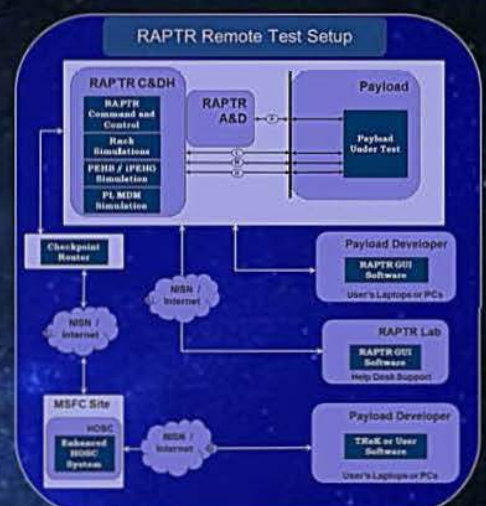 RAPTR Remote Test Setup
RAPTR C&DH
RAPTR
Command and
Control
Rack
Simulations
PEHB / iPEHG
Simulation
PL MDM
Simulation
RAPTR
A&D
Payload
Payload
Under Test
Checkpoint
Router
NISN /
Internet
NISN /
Internet
Payload Developer
RAPTR GUI
Software
User's Laptops or PCs
RAPTR Lab
RAPTR GUI
Software
Help Desk Support
MSFC Site
HOSC
Enhanced
HOSC
System
NISN /
Internet
Payload Developer
TReK or User
Software
User's Laptops or PCs